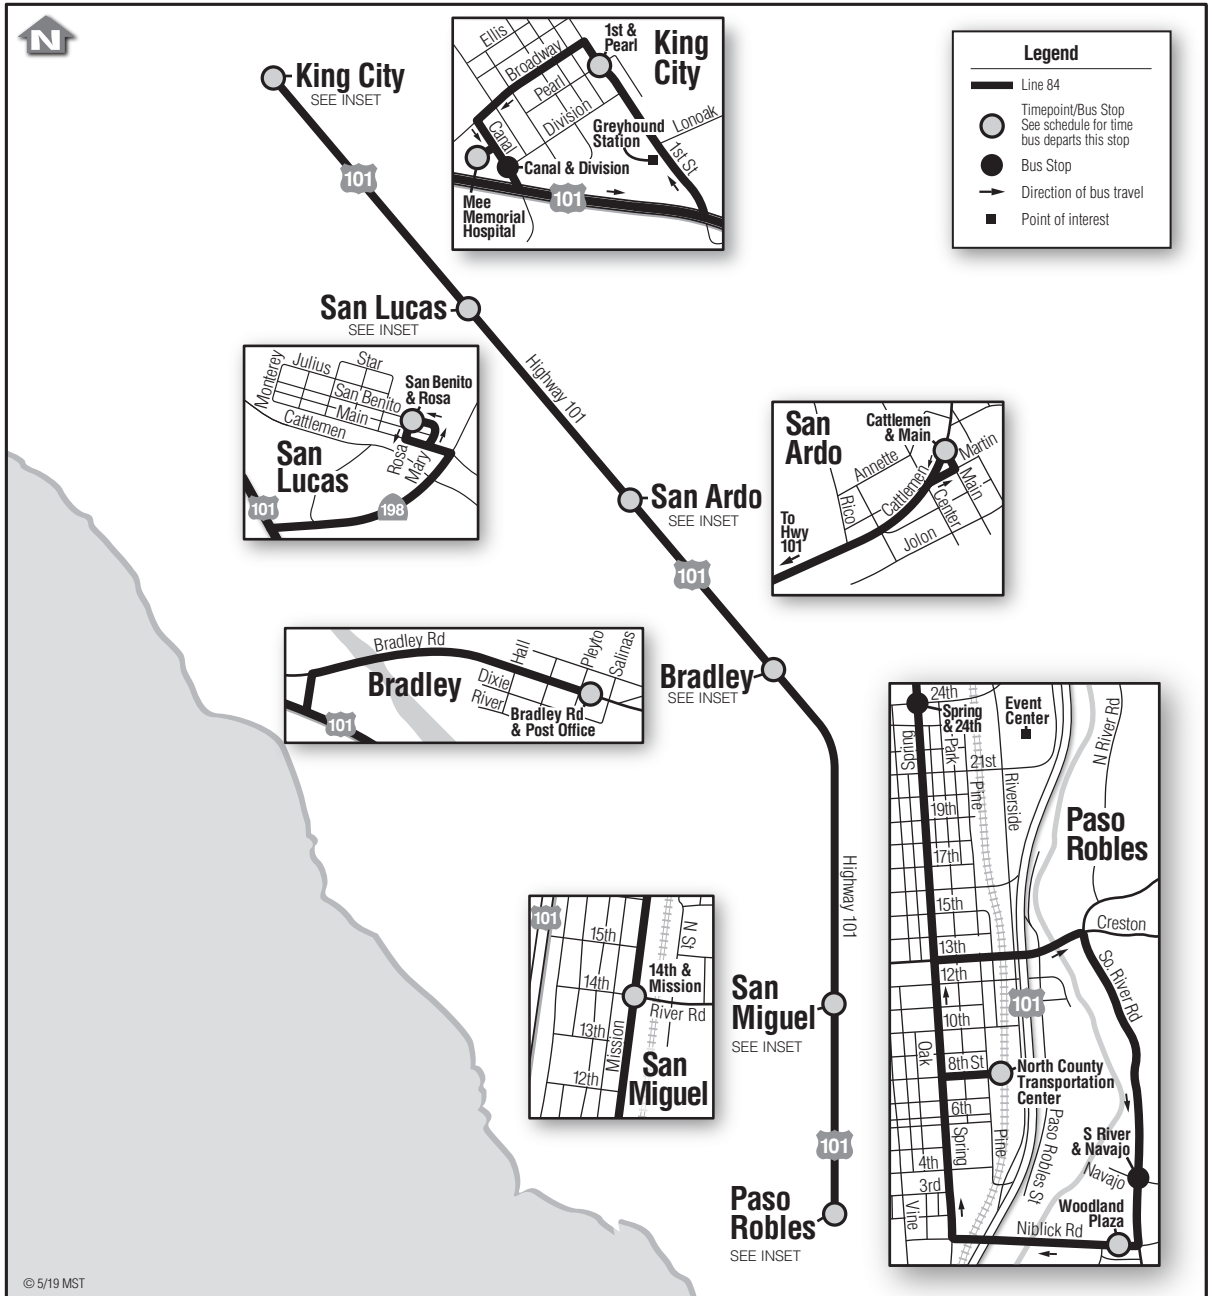 N
King City
SEE INSET
101
San Lucas
SEE INSET
Highway 101
San Ardo
SEE INSET
101
Bradley
SEE INSET
Highway 101
San
Miguel
SEE INSET
101
Paso
Robles
SEE INSET
King
City
Ellis
Broadway
1st &
Pearl
Pearl
Division
Canal
Greyhound
Station
Lonoak
1st St
Canal & Division
101
Mee
Memorial
Hospital
Legend
Line 84
Timepoint/Bus Stop
See schedule for time
bus departs this stop
Bus Stop
Direction of bus travel
Point of interest
Monterey
Julius
Star
San Benito
& Rosa
San Benito
Main
Cattlemen
Rosa
Mary
San
Lucas
101
198
San
Ardo
Cattlemen
& Main
Annette
Martin
Rico
Cattlemen
Center
Main
Jolon
To
Hwy
101
Bradley Rd
Bradley
Hall
Pleyto
Salinas
Dixie
River
Bradley Rd
& Post Office
101
101
15th
N St
14th &
Mission
14th
River Rd
13th
Mission
12th
San
Miguel
24th
Spring
& 24th
Event
Center
N River Rd
Spring
Park
21st
Pine
Riverside
19th
Paso
Robles
17th
15th
Creston
13th
12th
So. River Rd
101
10th
Oak
8th St
North County
Transportation
Center
6th
Spring
Pine
Paso Robles St
S River
& Navajo
4th
Navajo
3rd
Vine
Woodland
Plaza
Niblick Rd
© 5/19 MST